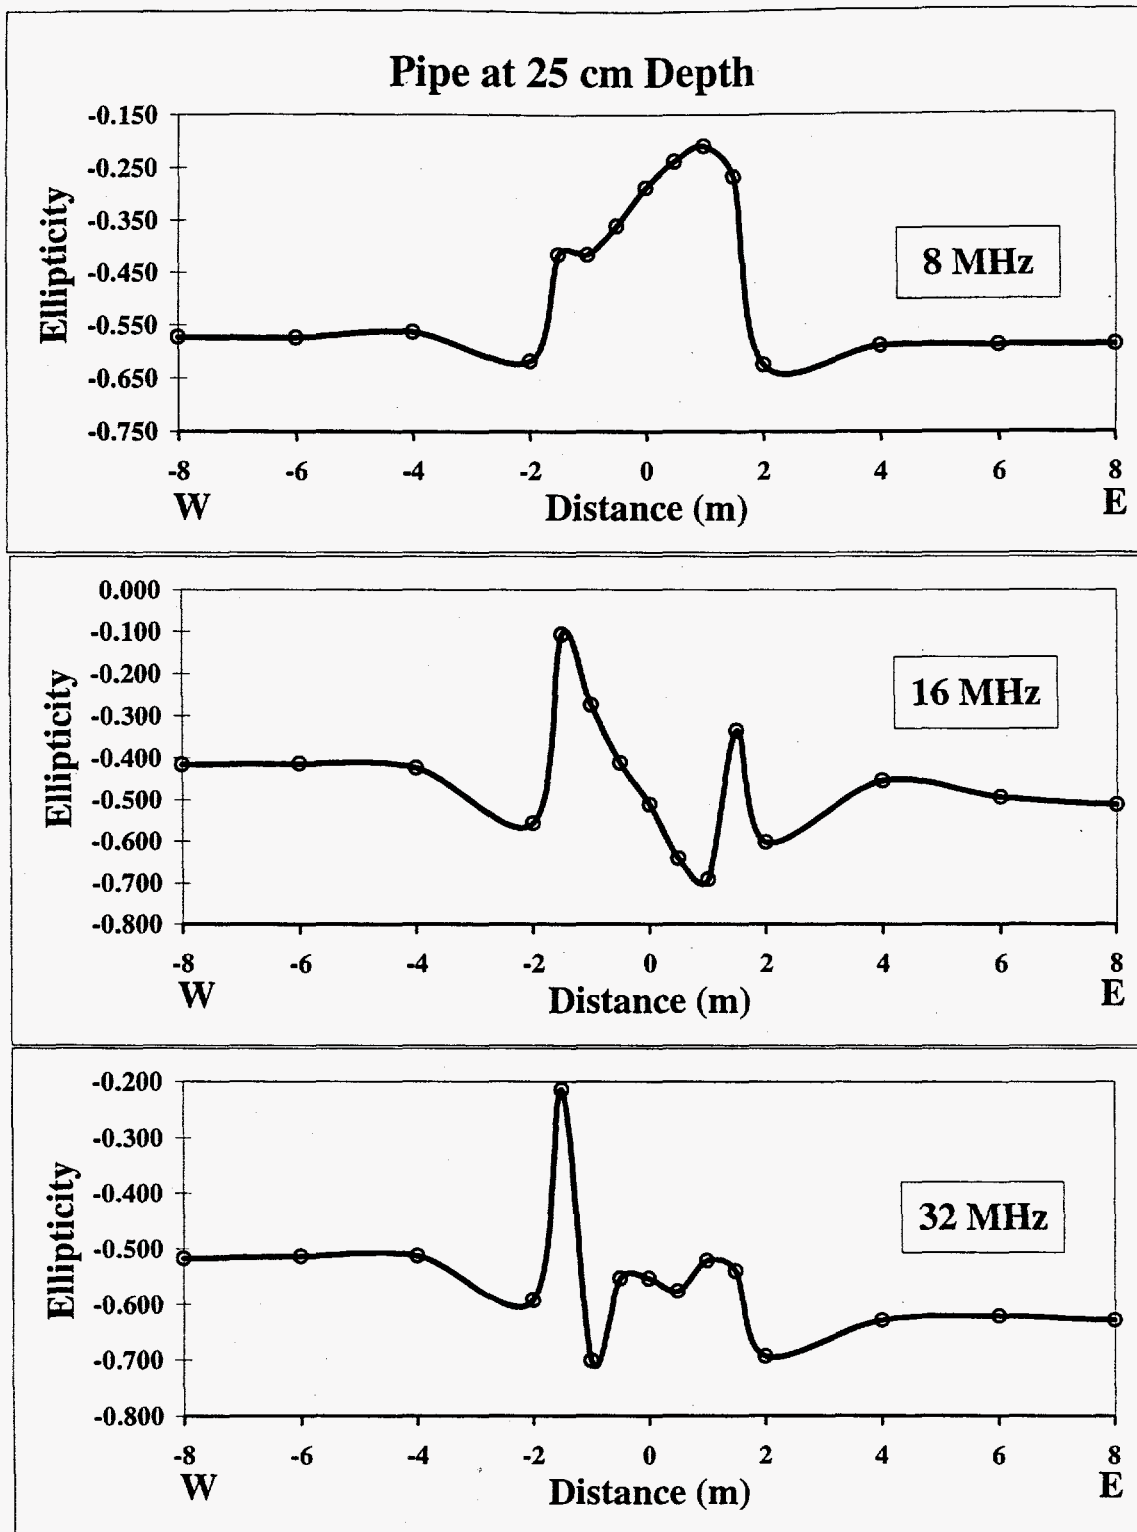 Pipe at 25 cm Depth
-0.150
-0.250
-0.350
-0.450
-0.550
-0.650
-0.750
Ellipticity
8 MHz
-8 -6 -4 -2 0 2 4 6 8
W Distance (m) E
0.000
-0.100
-0.200
-0.300
-0.400
-0.500
-0.600
-0.700
-0.800
Ellipticity
16 MHz
-8 -6 -4 -2 0 2 4 6 8
W Distance (m) E
-0.200
-0.300
-0.400
-0.500
-0.600
-0.700
-0.800
Ellipticity
32 MHz
-8 -6 -4 -2 0 2 4 6 8
W Distance (m) E